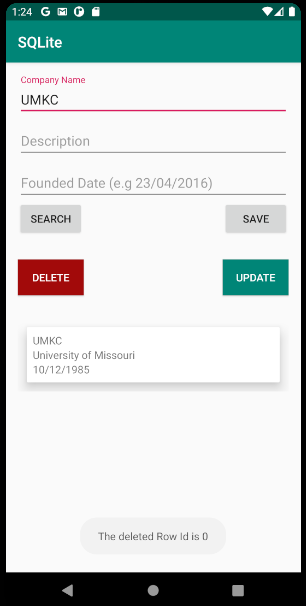 1:24
SQLite
Company Name
UMKC
Description
Founded Date (e.g 23/04/2016)
SEARCH
SAVE
DELETE
UPDATE
UMKC
University of Missouri
10/12/1985
The deleted Row Id is 0